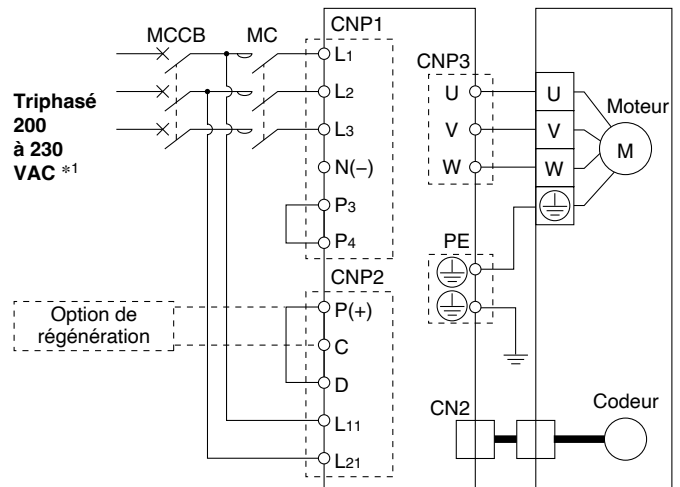 MCCB MC CNP1
L1
L2
L3
N(−)
P3
P4
Triphasé
200
à 230
VAC *1
CNP3
U
V
W
U
V
W
Moteur
M
PE
CNP2
P(+)
C
D
L11
L21
Option de
régénération
CN2
Codeur